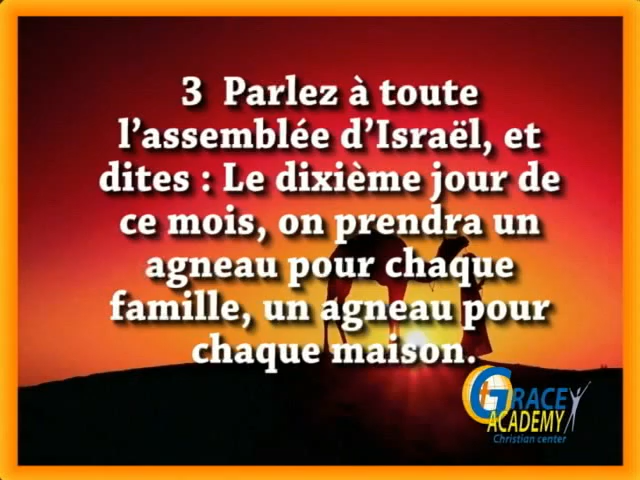 3 Parlez à toute
l’assemblée d’Israël, et
dites : Le dixième jour de
ce mois, on prendra un
agneau pour chaque
famille, un agneau pour
chaque maison.
GRACE
ACADEMY
Christian center